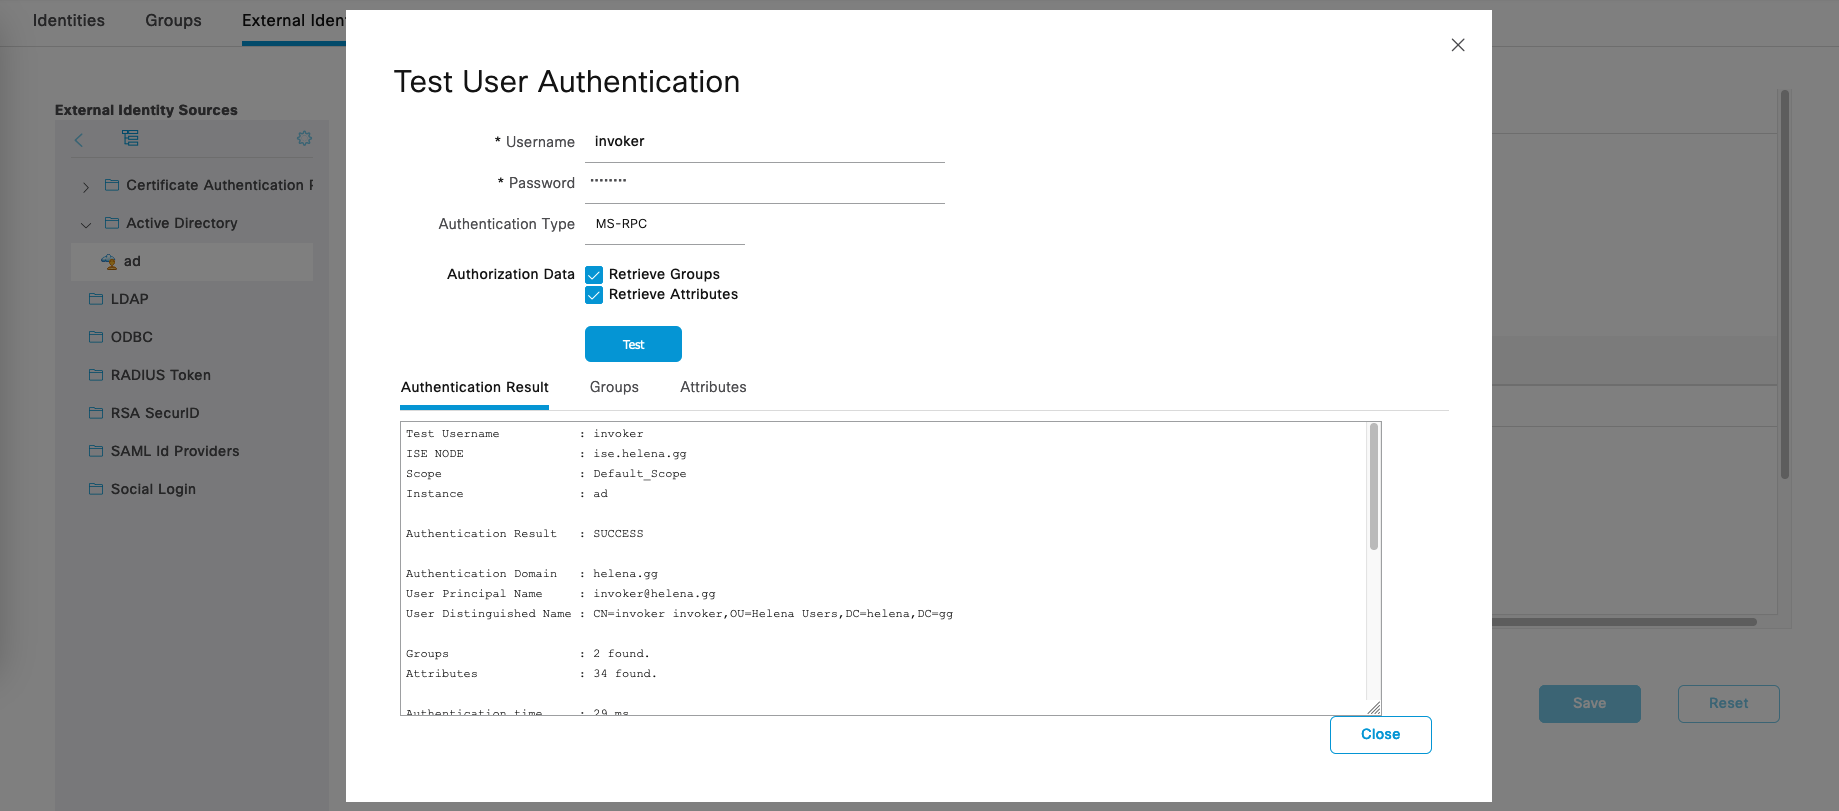 Identities Groups External Iden
External Identity Sources
Certificate Authentication F
Active Directory
ad
LDAP
ODBC
RADIUS Token
RSA SecurID
SAML Id Providers
Social Login
Test User Authentication
* Username invoker
* Password ········
Authentication Type MS-RPC
Authorization Data Retrieve Groups
Retrieve Attributes
Test
Authentication Result Groups Attributes
Test Username : invoker
ISE NODE : ise.helena.gg
Scope : Default_Scope
Instance : ad
Authentication Result : SUCCESS
Authentication Domain : helena.gg
User Principal Name : invoker@helena.gg
User Distinguished Name : CN=invoker invoker,OU=Helena Users,DC=helena,DC=gg
Groups : 2 found.
Attributes : 34 found.
Authentication time : 29 ms
Close
Save Reset